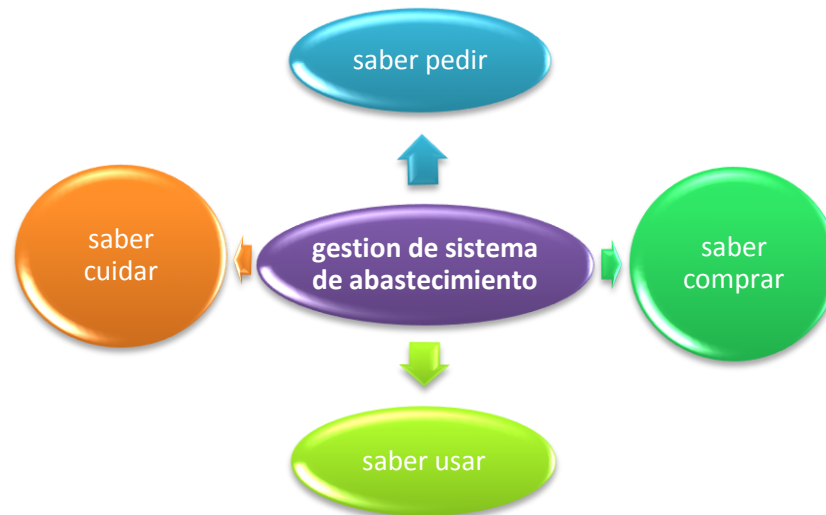 saber pedir
saber
cuidar
gestion de sistema
de abastecimiento
saber
comprar
saber usar